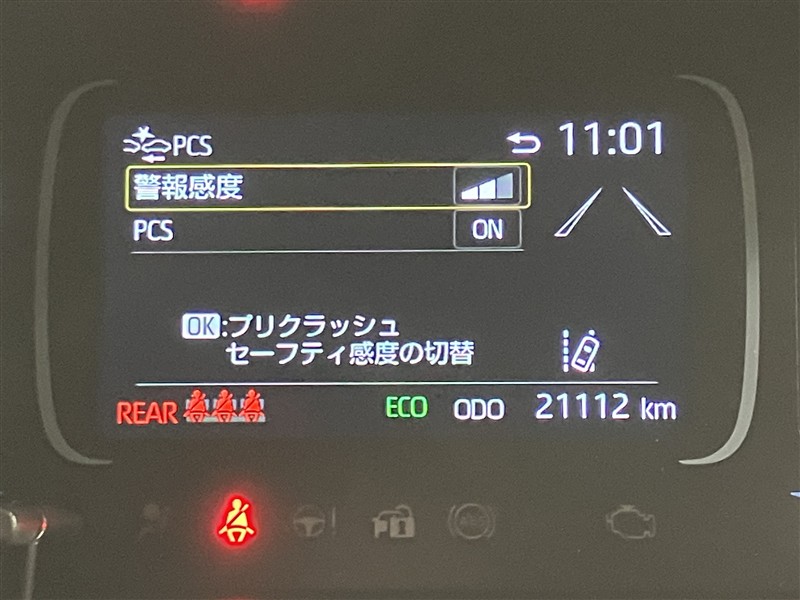 PCS 11:01
警報感度
PCS ON
OK:プリクラッシュ
セーフティ感度の切替
REAR ECO ODO 21112 km